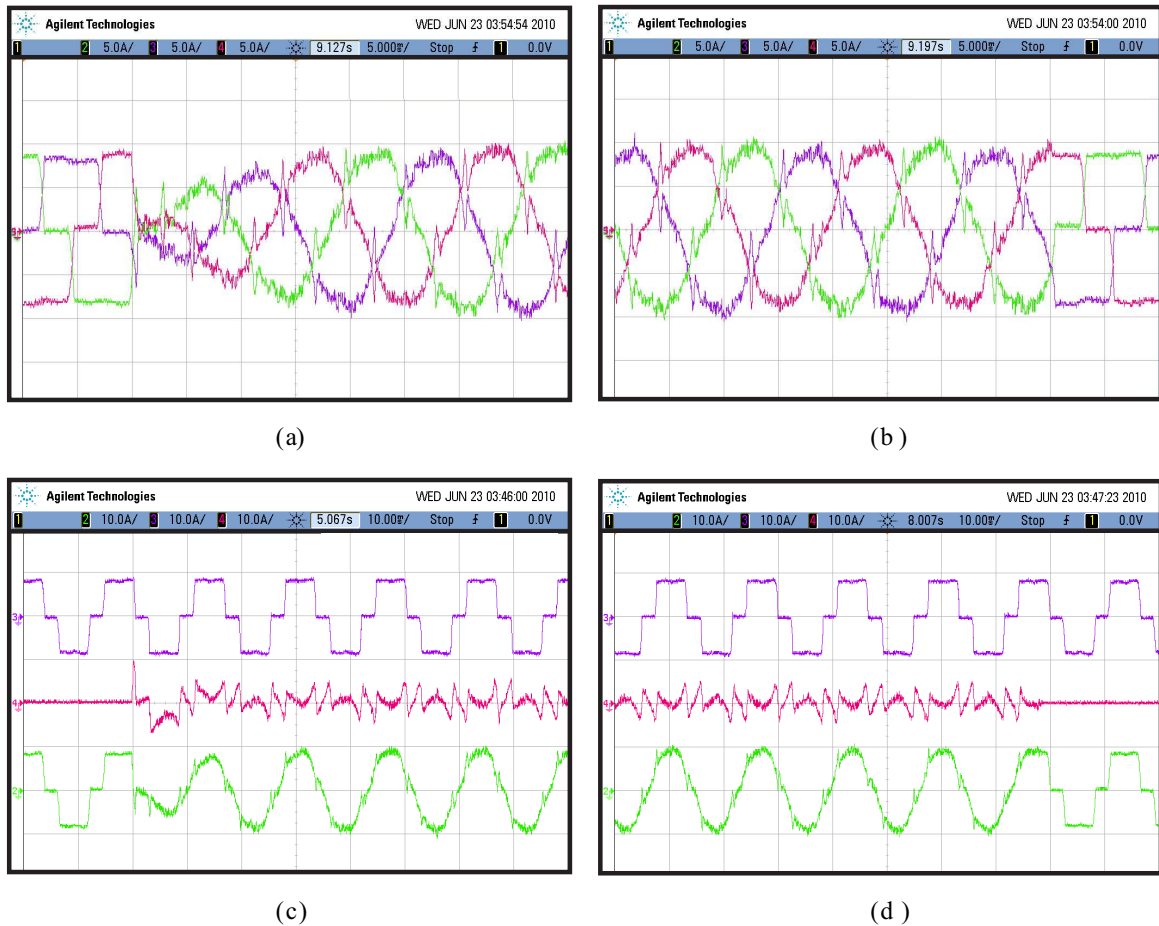 Agilent Technologies WED JUN 23 03:54:54 2010
1 2 5.0A/ 3 5.0A/ 4 5.0A/ 9.127s 5.000m/ Stop 1 0.0V
(a)
Agilent Technologies WED JUN 23 03:54:00 2010
1 2 5.0A/ 3 5.0A/ 4 5.0A/ 9.197s 5.000m/ Stop 1 0.0V
(b )
Agilent Technologies WED JUN 23 03:46:00 2010
1 2 10.0A/ 3 10.0A/ 4 10.0A/ 5.067s 10.00m/ Stop 1 0.0V
3
4
2
(c)
Agilent Technologies WED JUN 23 03:47:23 2010
1 2 10.0A/ 3 10.0A/ 4 10.0A/ 8.007s 10.00m/ Stop 1 0.0V
3
4
2
(d )